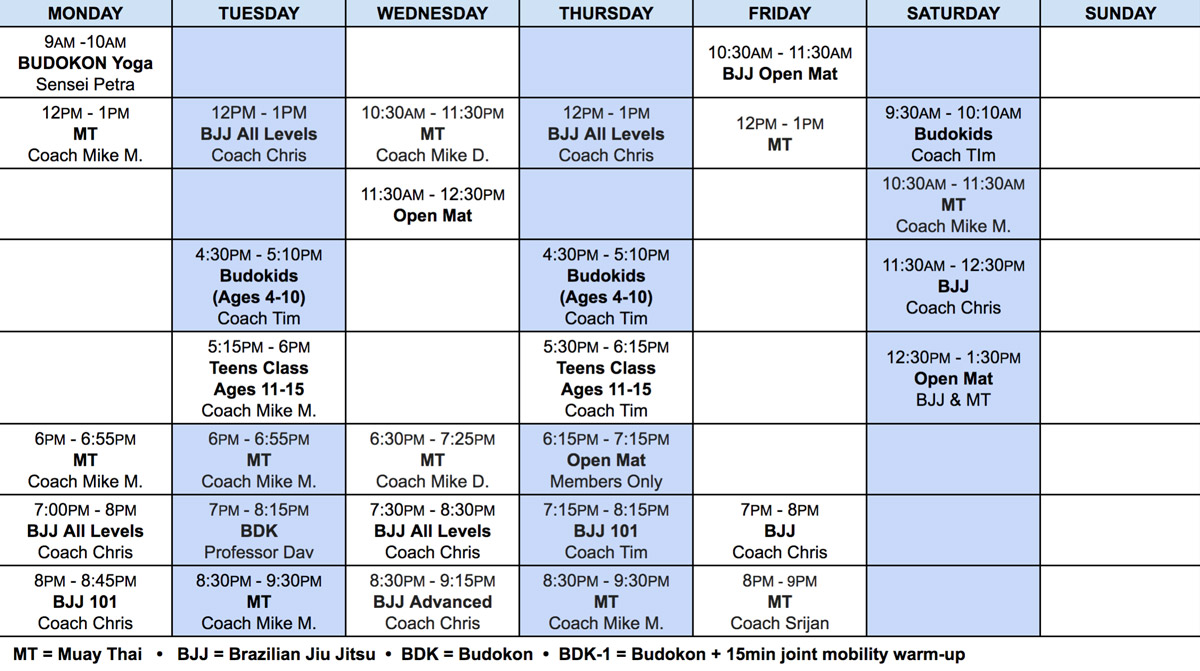 MONDAY TUESDAY WEDNESDAY THURSDAY FRIDAY SATURDAY SUNDAY
9AM -10AM
BUDOKON Yoga
Sensei Petra
10:30AM - 11:30AM
BJJ Open Mat
12PM - 1PM
MT
Coach Mike M.
12PM - 1PM
BJJ All Levels
Coach Chris
10:30AM - 11:30PM
MT
Coach Mike D.
12PM - 1PM
BJJ All Levels
Coach Chris
12PM - 1PM
MT
9:30AM - 10:10AM
Budokids
Coach TIm
11:30AM - 12:30PM
Open Mat
10:30AM - 11:30AM
MT
Coach Mike M.
4:30PM - 5:10PM
Budokids
(Ages 4-10)
Coach Tim
4:30PM - 5:10PM
Budokids
(Ages 4-10)
Coach Tim
11:30AM - 12:30PM
BJJ
Coach Chris
5:15PM - 6PM
Teens Class
Ages 11-15
Coach Mike M.
5:30PM - 6:15PM
Teens Class
Ages 11-15
Coach Tim
12:30PM - 1:30PM
Open Mat
BJJ & MT
6PM - 6:55PM
MT
Coach Mike M.
6PM - 6:55PM
MT
Coach Mike M.
6:30PM - 7:25PM
MT
Coach Mike D.
6:15PM - 7:15PM
Open Mat
Members Only
7:00PM - 8PM
BJJ All Levels
Coach Chris
7PM - 8:15PM
BDK
Professor Dav
7:30PM - 8:30PM
BJJ All Levels
Coach Chris
7:15PM - 8:15PM
BJJ 101
Coach Tim
7PM - 8PM
BJJ
Coach Chris
8PM - 8:45PM
BJJ 101
Coach Chris
8:30PM - 9:30PM
MT
Coach Mike M.
8:30PM - 9:15PM
BJJ Advanced
Coach Chris
8:30PM - 9:30PM
MT
Coach Mike M.
8PM - 9PM
MT
Coach Srijan
MT = Muay Thai • BJJ = Brazilian Jiu Jitsu • BDK = Budokon • BDK-1 = Budokon + 15min joint mobility warm-up